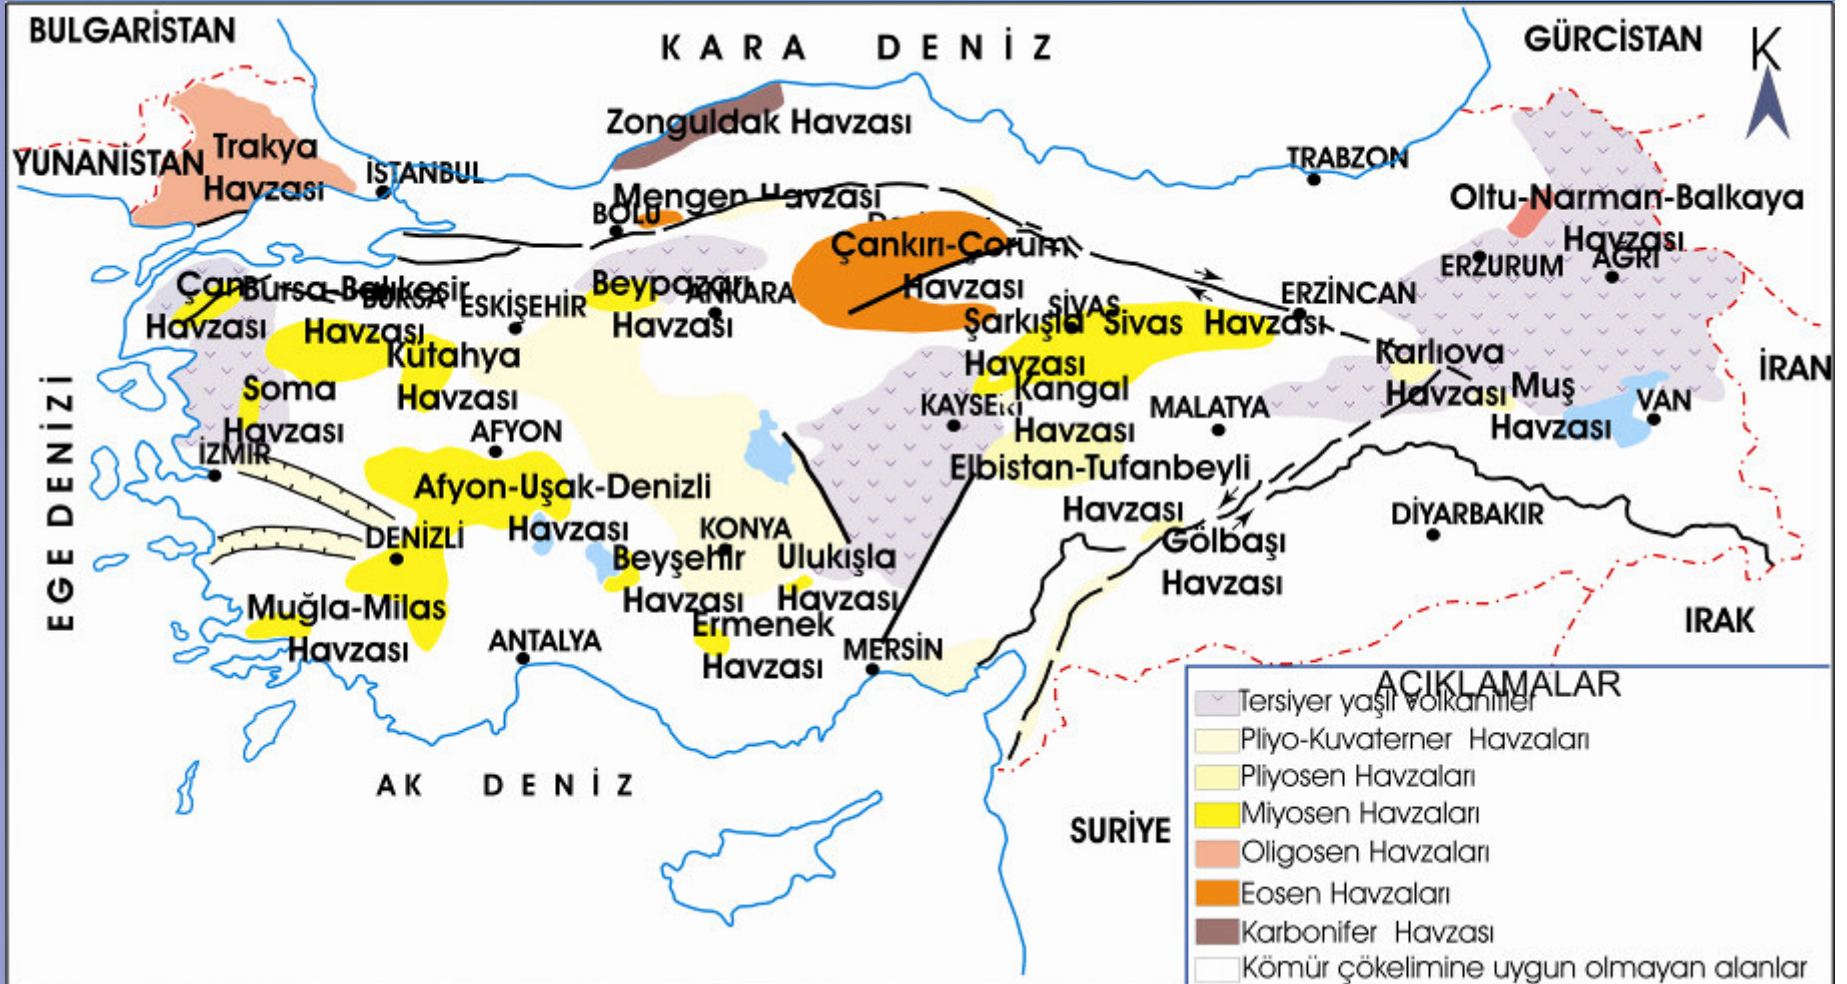 BULGARİSTAN
KARA DENİZ
GÜRCİSTAN
K
YUNANİSTAN
Trakya
Havzası
İSTANBUL
Zonguldak Havzası
TRABZON
Mengen Havzası
BOLU
Oltu-Narman-Balkaya
Havzası
Çankırı-Çorum
Havzası
ERZURUM
AĞRI
Çan
Havzası
Bursa-Balıkesir
Havzası
BURSA
ESKİŞEHİR
Beypazarı
Havzası
ANKARA
SİVAS
ERZİNCAN
Şarkışla
Havzası
Sivas Havzası
Kütahya
Havzası
Karlıova
Havzası
İRAN
Soma
Havzası
Kangal
Havzası
Muş
Havzası
KAYSERİ
MALATYA
VAN
EGE DENİZİ
İZMİR
AFYON
Afyon-Uşak-Denizli
Havzası
Elbistan-Tufanbeyli
Havzası
DİYARBAKIR
DENİZLİ
KONYA
Gölbaşı
Havzası
Beyşehir
Havzası
Ulukışla
Havzası
Muğla-Milas
Havzası
Ermenek
Havzası
ANTALYA
MERSİN
IRAK
AK DENİZ
SURİYE
AÇIKLAMALAR
Tersiyer yaşlı Volkanitler
Pliyo-Kuvaterner Havzaları
Pliyosen Havzaları
Miyosen Havzaları
Oligosen Havzaları
Eosen Havzaları
Karbonifer Havzası
Kömür çökelimine uygun olmayan alanlar